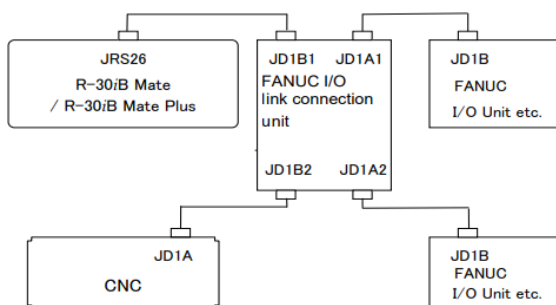 JRS26
R-30iB Mate
/ R-30iB Mate Plus
JD1B1 JD1A1
FANUC I/O
link connection
unit
JD1B2 JD1A2
JD1B
FANUC
I/O Unit etc.
JD1A
CNC
JD1B
FANUC
I/O Unit etc.